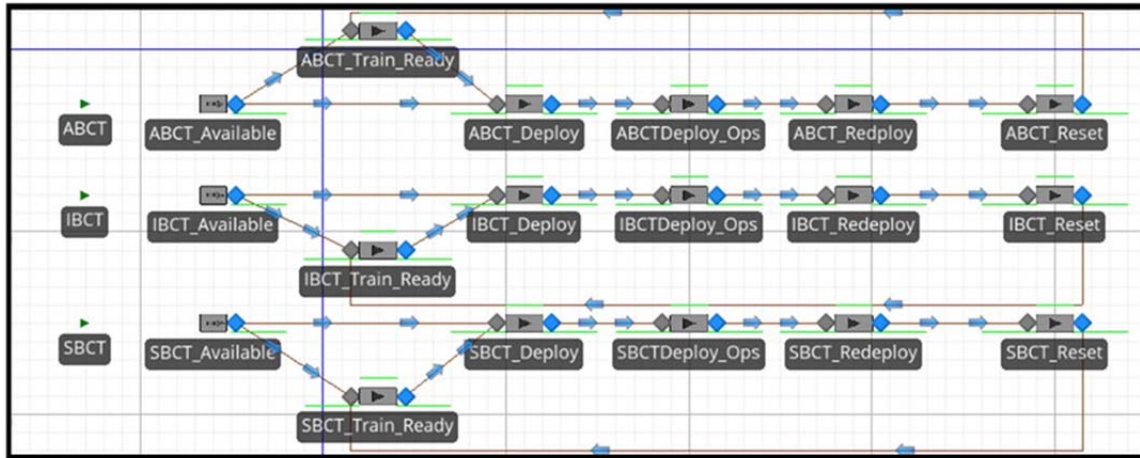 ABCT_Train_Ready
ABCT ABCT_Available ABCT_Deploy ABCTDeploy_Ops ABCT_Redploy ABCT_Reset
IBCT IBCT_Available IBCT_Deploy IBCTDeploy_Ops IBCT_Redeploy IBCT_Reset
IBCT_Train_Ready
SBCT SBCT_Available SBCT_Deploy SBCTDeploy_Ops SBCT_Redeploy SBCT_Reset
SBCT_Train_Ready